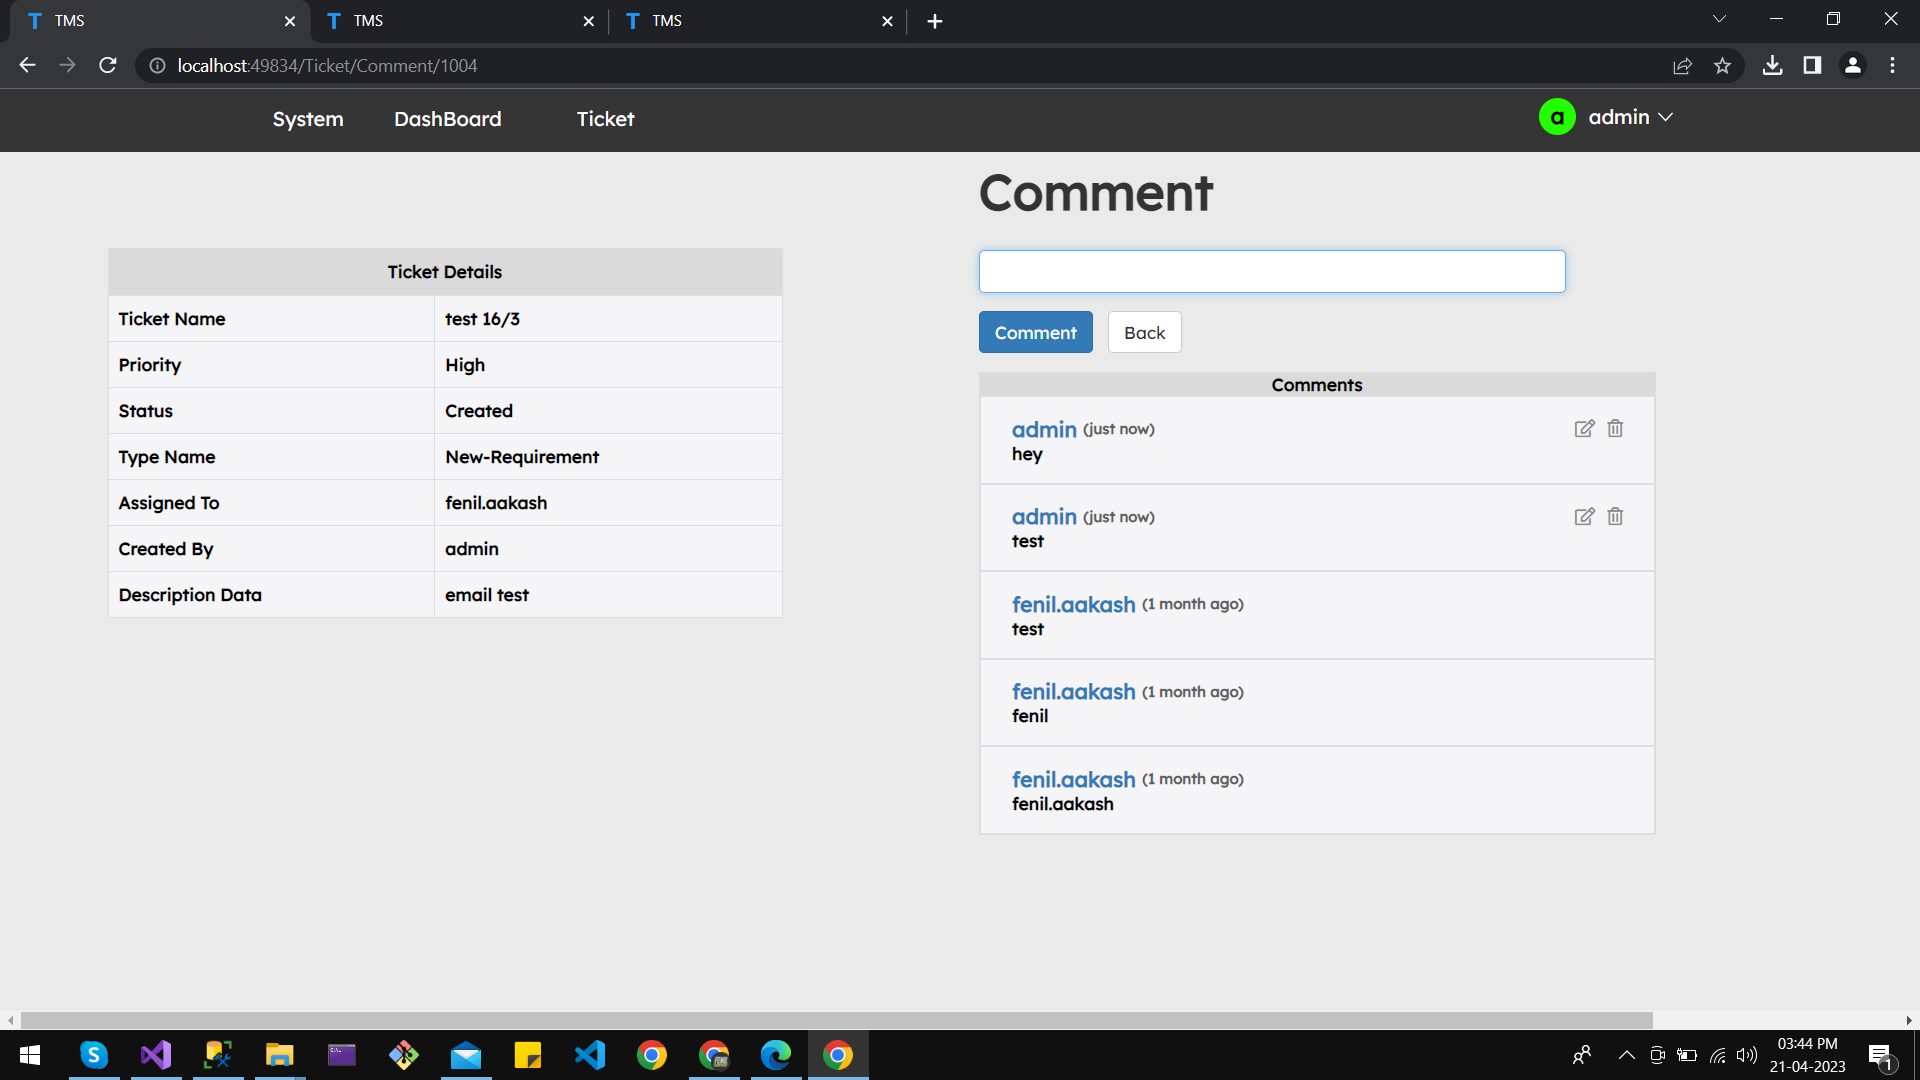 TMS
TMS
TMS
localhost:49834/Ticket/Comment/1004
System DashBoard Ticket
a admin
Comment
Ticket Details
Ticket Name test 16/3
Priority High
Status Created
Type Name New-Requirement
Assigned To fenil.aakash
Created By admin
Description Data email test
Comment Back
Comments
admin (just now)
hey
admin (just now)
test
fenil.aakash (1 month ago)
test
fenil.aakash (1 month ago)
fenil
fenil.aakash (1 month ago)
fenil.aakash
03:44 PM
21-04-2023
1